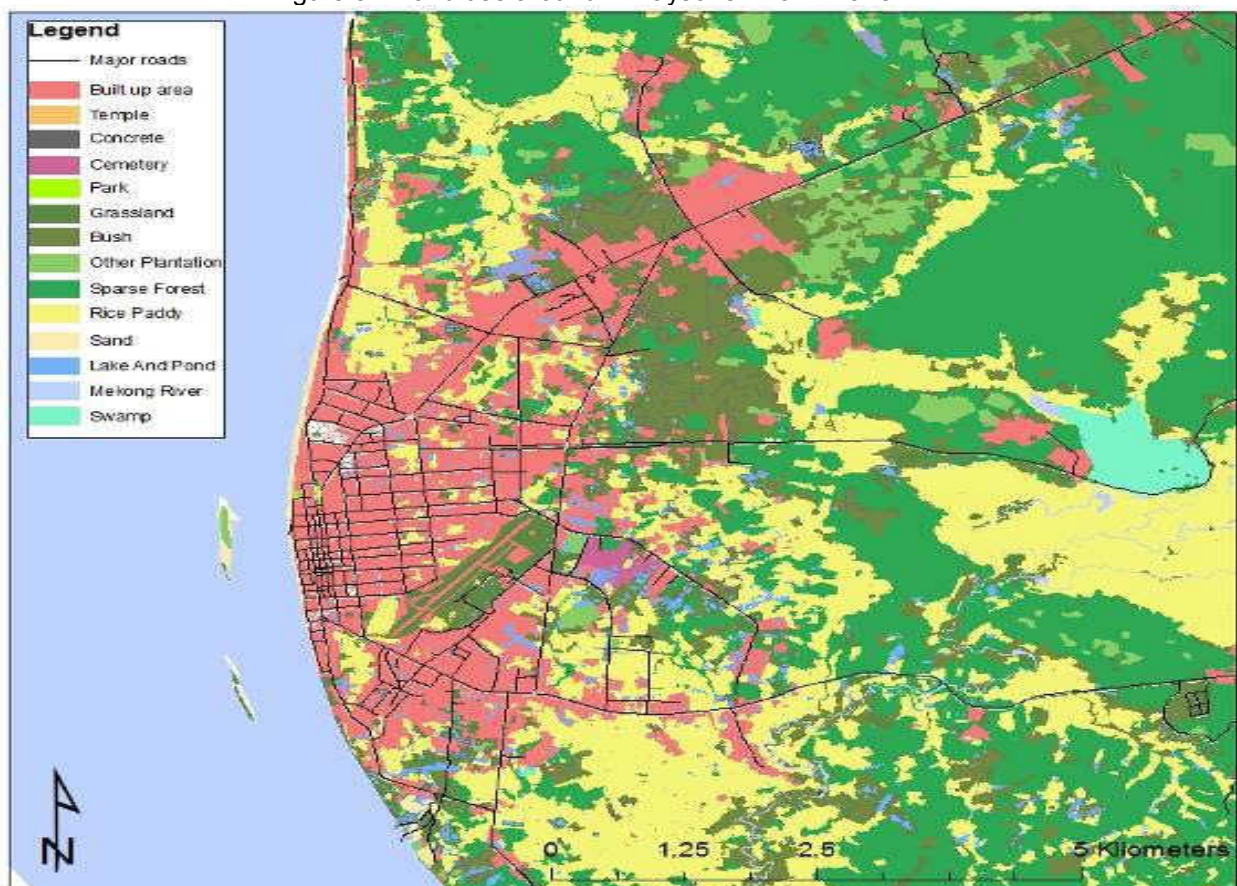 Legend
Major roads
Built up area
Temple
Concrete
Cemetery
Park
Grassland
Bush
Other Plantation
Sparse Forest
Rice Paddy
Sand
Lake And Pond
Mekong River
Swamp
N
0 1.25 2.5 5 Kilometers